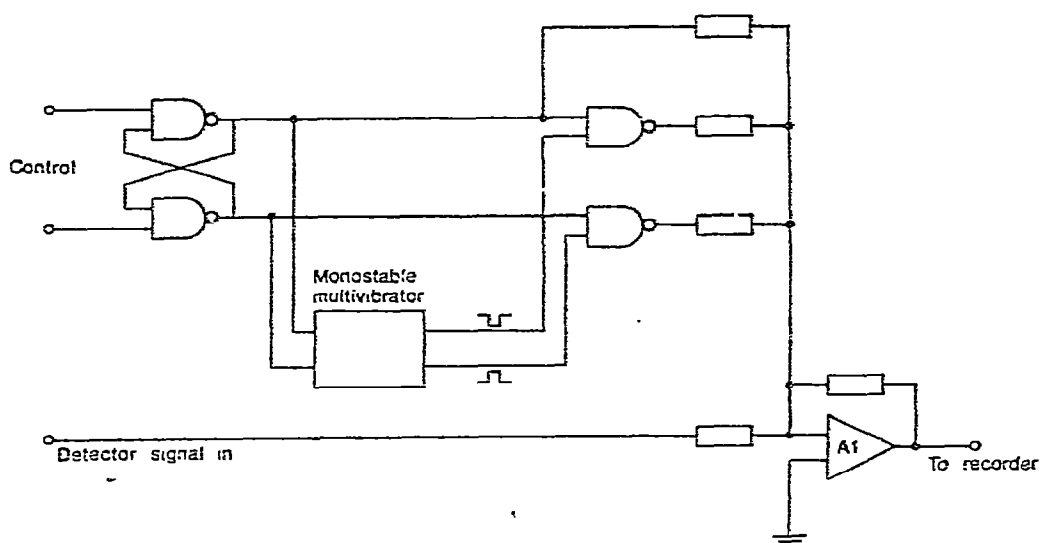 Control
Monostable
multivibrator
Detector signal in
A1
To recorder